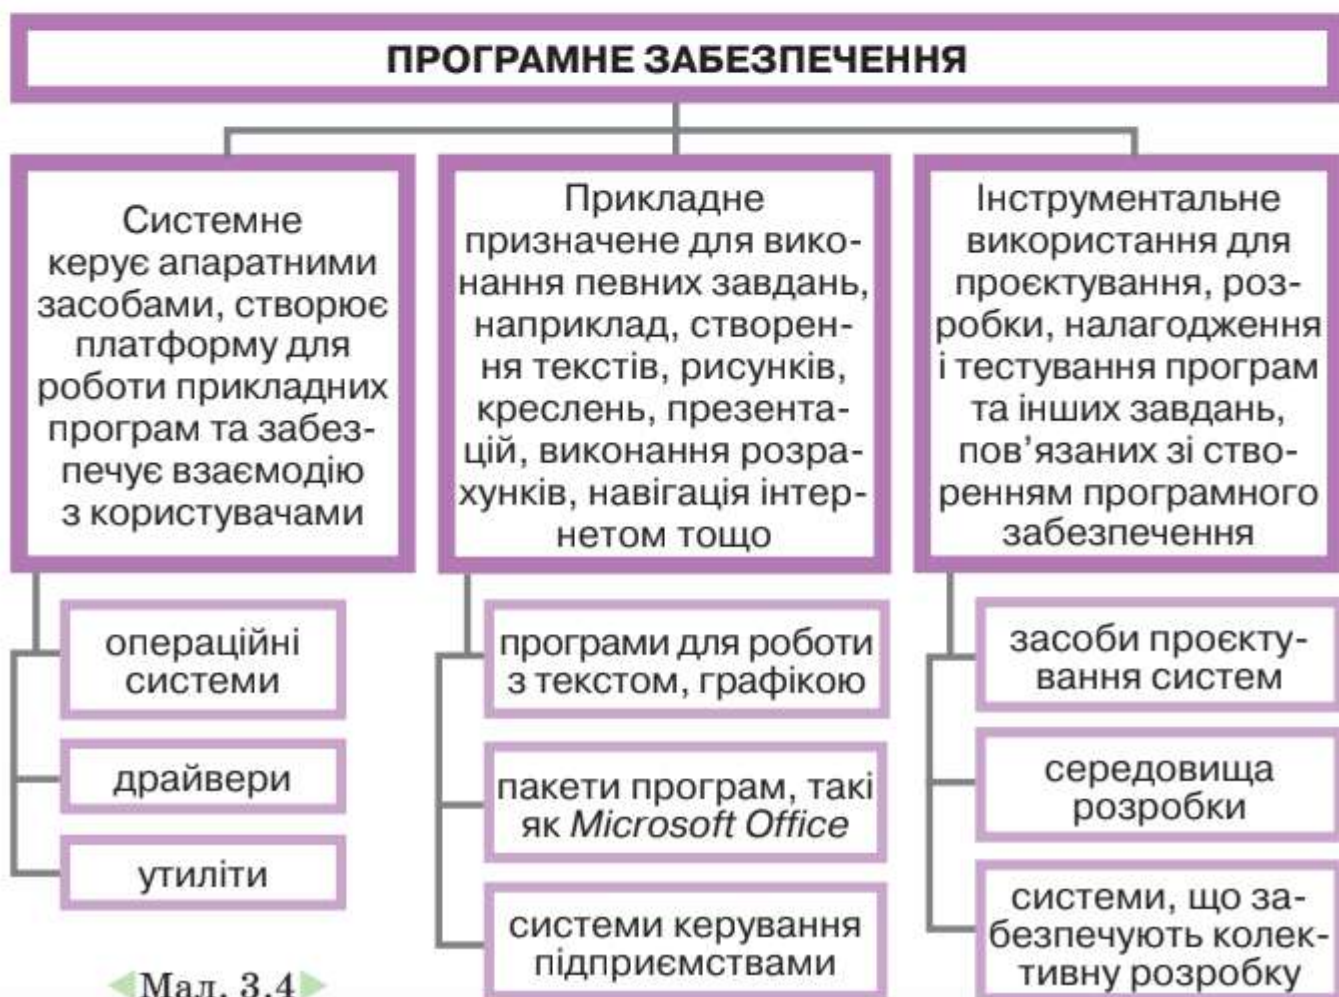 ПРОГРАМНЕ ЗАБЕЗПЕЧЕННЯ
Системне
керує апаратними
засобами, створює
платформу для
роботи прикладних
програм та забез-
печує взаємодію
з користувачами
операційні
системи
драйвери
утиліти
Прикладне
призначене для вико-
нання певних завдань,
наприклад, створен-
ня текстів, рисунків,
креслень, презента-
цій, виконання розра-
хунків, навігація інтер-
нетом тощо
програми для роботи
з текстом, графікою
пакети програм, такі
як Microsoft Office
системи керування
підприємствами
Інструментальне
використання для
проєктування, роз-
робки, налагодження
і тестування програм
та інших завдань,
пов’язаних зі ство-
ренням програмного
забезпечення
засоби проєкту-
вання систем
середовища
розробки
системи, що за-
безпечують колек-
тивну розробку
Мал. 3.4